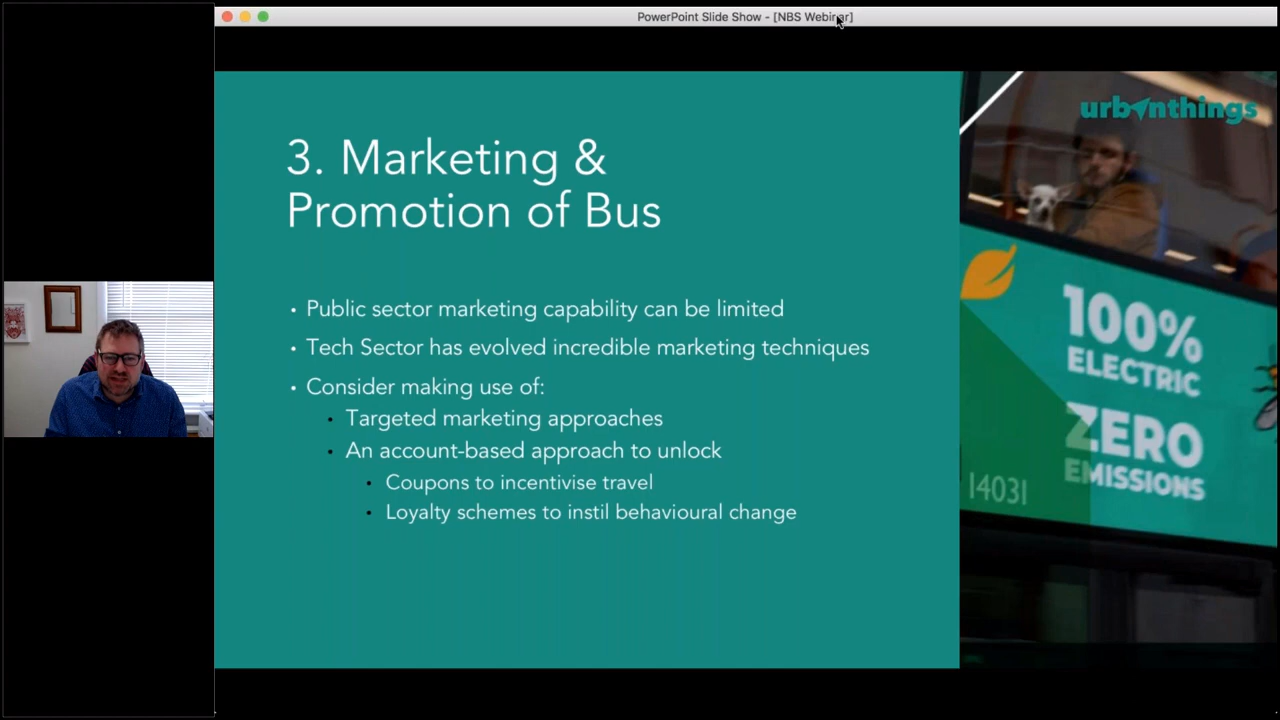 PowerPoint Slide Show - [NBS Webinar]
urbanthings
3. Marketing &
Promotion of Bus
• Public sector marketing capability can be limited
• Tech Sector has evolved incredible marketing techniques
• Consider making use of:
• Targeted marketing approaches
• An account-based approach to unlock
• Coupons to incentivise travel
• Loyalty schemes to instil behavioural change
100%
ELECTRIC
ZERO
EMISSIONS
14031